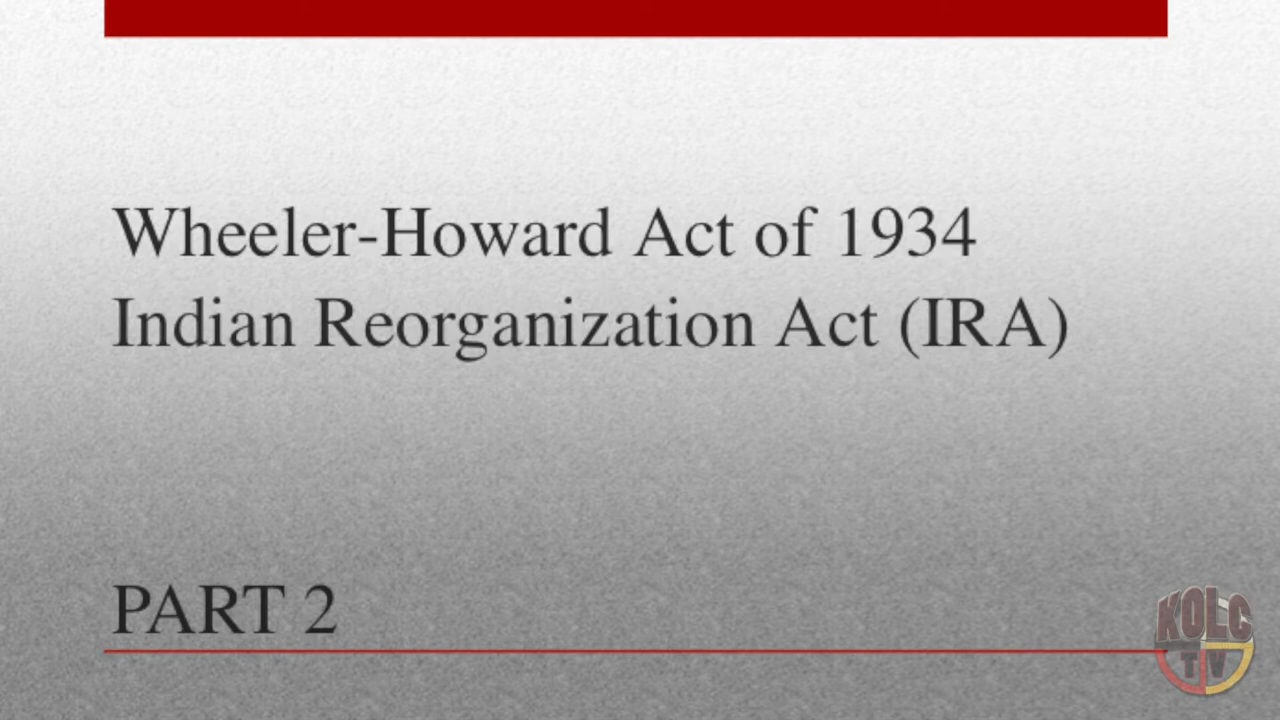 Wheeler-Howard Act of 1934
Indian Reorganization Act (IRA)
PART 2
KOLC
TV